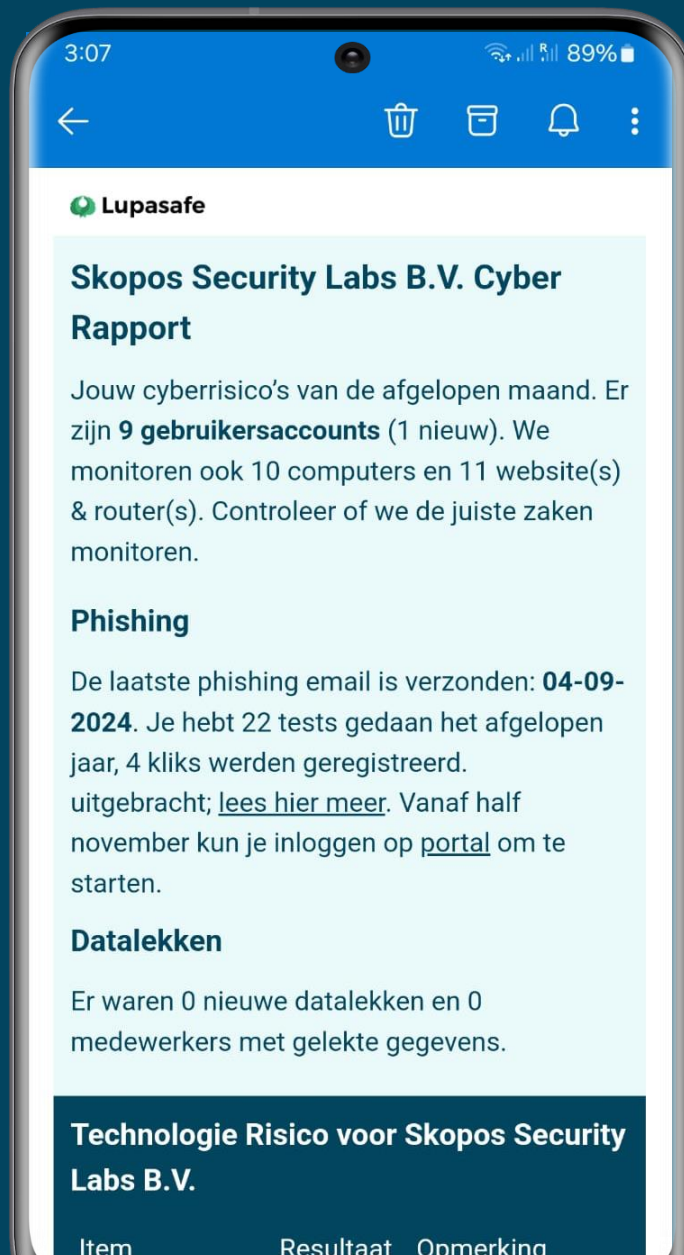 3:07
R 89%
Lupasafe
Skopos Security Labs B.V. Cyber
Rapport
Jouw cyberrisico’s van de afgelopen maand. Er
zijn 9 gebruikersaccounts (1 nieuw). We
monitoren ook 10 computers en 11 website(s)
& router(s). Controleer of we de juiste zaken
monitoren.
Phishing
De laatste phishing email is verzonden: 04-09-
2024. Je hebt 22 tests gedaan het afgelopen
jaar, 4 kliks werden geregistreerd.
uitgebracht; lees hier meer. Vanaf half
november kun je inloggen op portal om te
starten.
Datalekken
Er waren 0 nieuwe datalekken en 0
medewerkers met gelekte gegevens.
Technologie Risico voor Skopos Security
Labs B.V.
Item Resultaat Opmerking